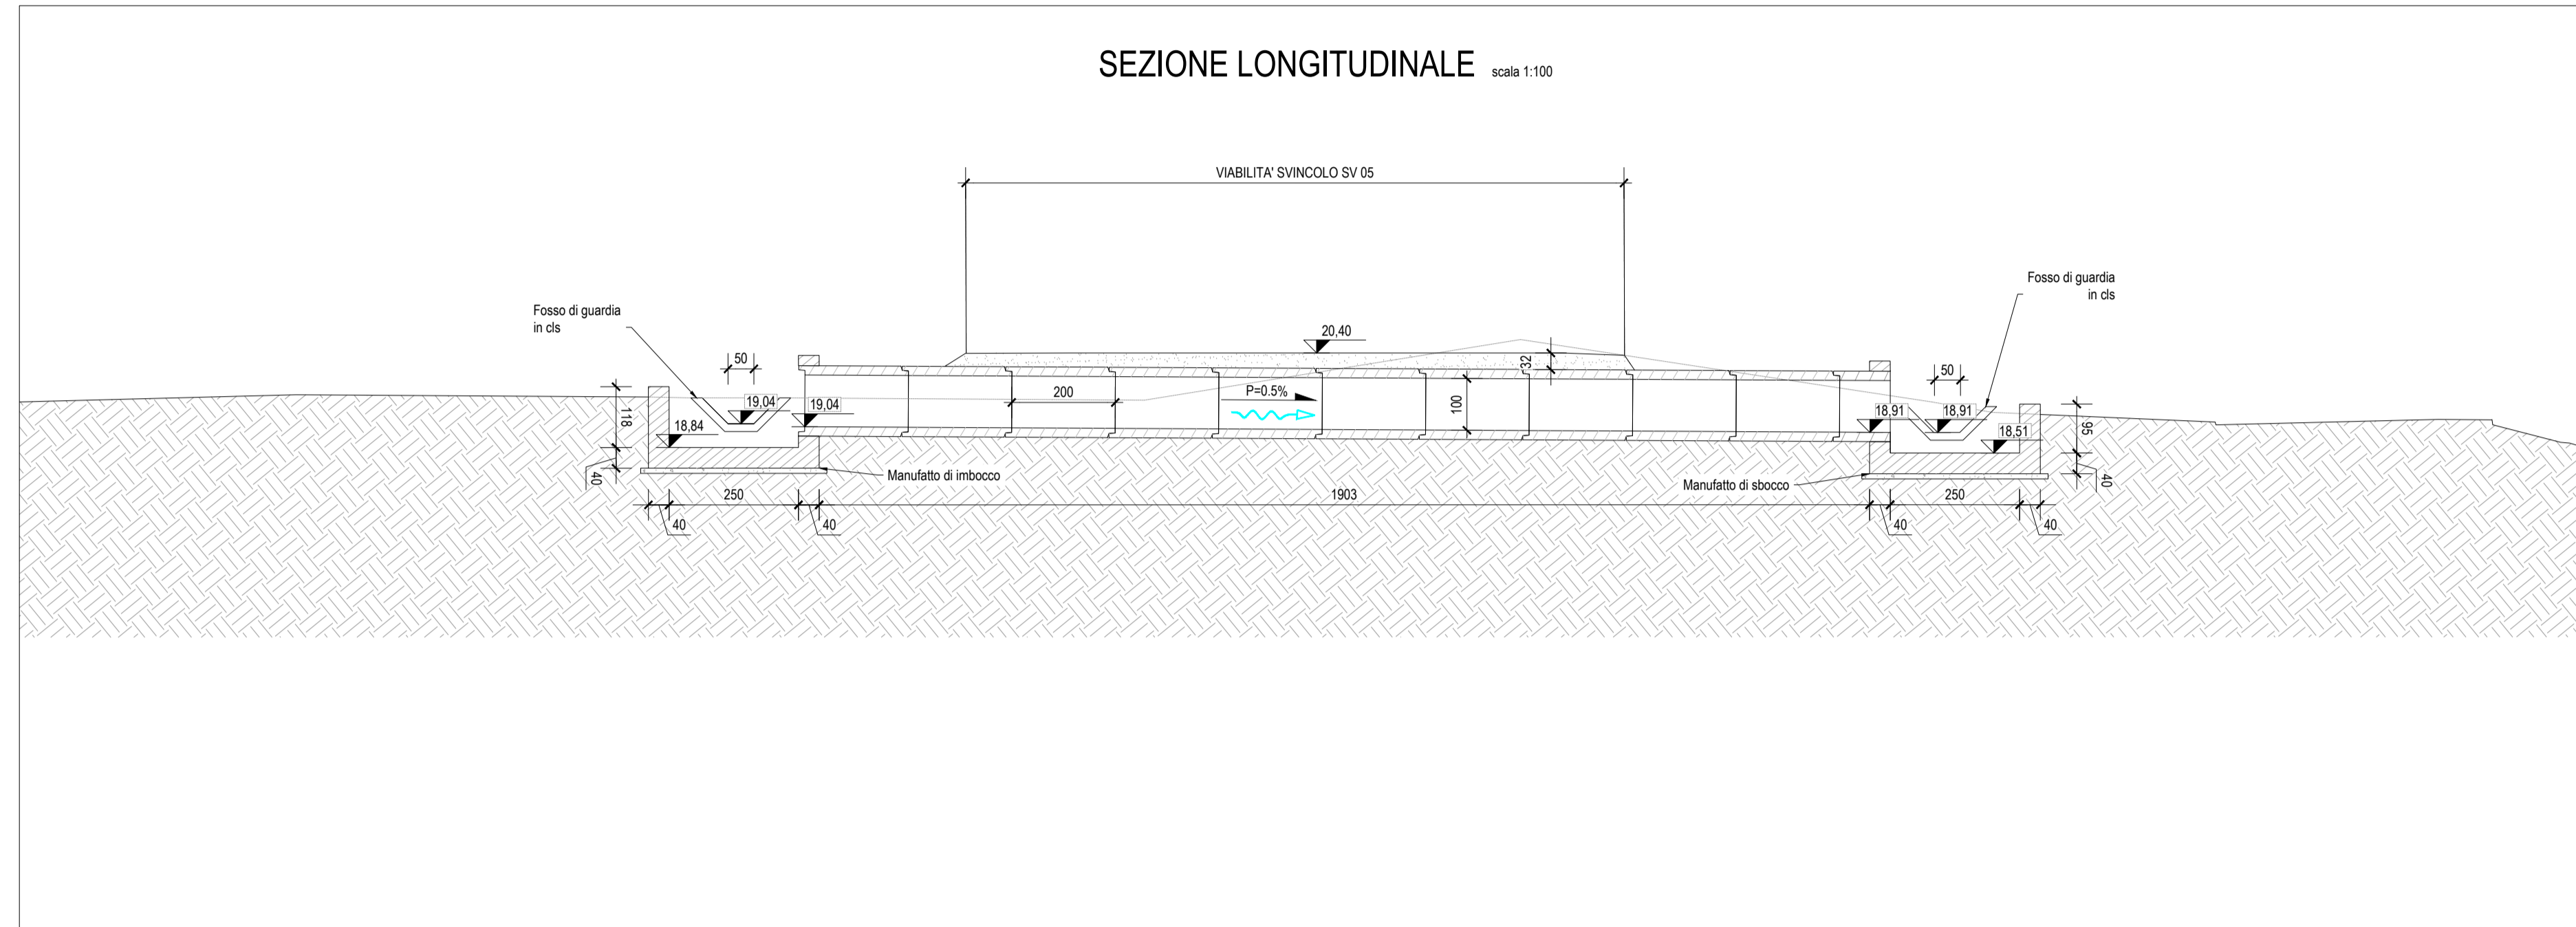 SEZIONE LONGITUDINALE scala 1:100
VIABILITA' SVINCOLO SV 05
Fosso di guardia
in cls
Fosso di guardia
in cls
20,40
50
32
50
118
19,04
19,04
200
P=0.5%
100
18,91
18,91
95
18,84
18,51
40
Manufatto di imbocco
Manufatto di sbocco
40
250
1903
250
40
40
40
40